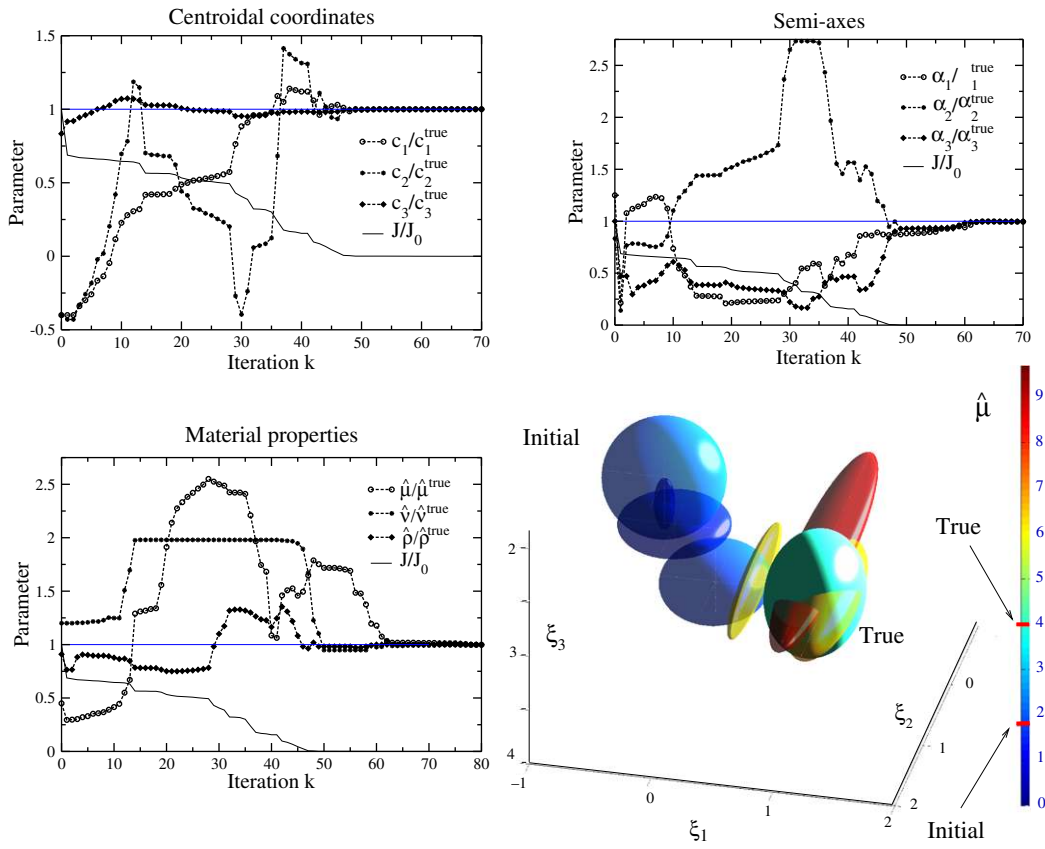 Centroidal coordinates
1.5
1
0.5
0
-0.5
Parameter
0 10 20 30 40 50 60 70
Iteration k
c₁/c₁ᵗʳᵘᵉ
c₂/c₂ᵗʳᵘᵉ
c₃/c₃ᵗʳᵘᵉ
J/J₀
Semi-axes
2.5
2
1.5
1
0.5
0
Parameter
0 10 20 30 40 50 60 70
Iteration k
α₁/ ₁ᵗʳᵘᵉ
α₂/α₂ᵗʳᵘᵉ
α₃/α₃ᵗʳᵘᵉ
J/J₀
Material properties
2.5
2
1.5
1
0.5
0
Parameter
0 10 20 30 40 50 60 70 80
Iteration k
μ̂/μ̂ᵗʳᵘᵉ
ν̂/ν̂ᵗʳᵘᵉ
ρ̂/ρ̂ᵗʳᵘᵉ
J/J₀
Initial
True
2
3
4
ξ₃
-1
0
1
2
ξ₁
0
1
2
ξ₂
μ̂
9
8
7
6
5
4
3
2
1
0
True
Initial